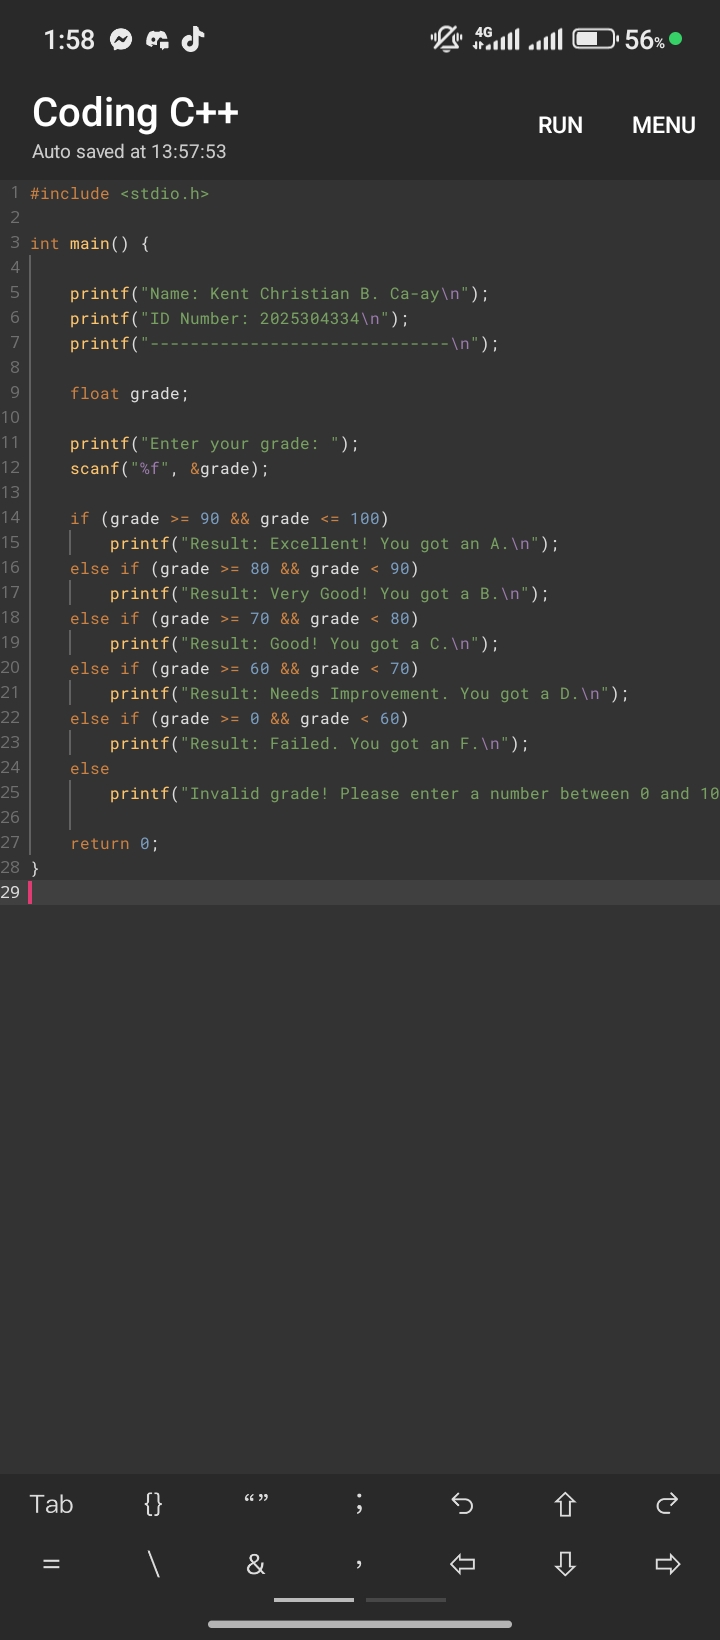 1:58 4G 56%
Coding C++
RUN MENU
Auto saved at 13:57:53
1 #include <stdio.h>
2
3 int main() {
4
5     printf("Name: Kent Christian B. Ca-ay\n");
6     printf("ID Number: 2025304334\n");
7     printf("------------------------------\n");
8
9     float grade;
10
11     printf("Enter your grade: ");
12     scanf("%f", &grade);
13
14     if (grade >= 90 && grade <= 100)
15         printf("Result: Excellent! You got an A.\n");
16     else if (grade >= 80 && grade < 90)
17         printf("Result: Very Good! You got a B.\n");
18     else if (grade >= 70 && grade < 80)
19         printf("Result: Good! You got a C.\n");
20     else if (grade >= 60 && grade < 70)
21         printf("Result: Needs Improvement. You got a D.\n");
22     else if (grade >= 0 && grade < 60)
23         printf("Result: Failed. You got an F.\n");
24     else
25         printf("Invalid grade! Please enter a number between 0 and 10
26
27     return 0;
28 }
29
Tab {} “” ;
= \ & ,